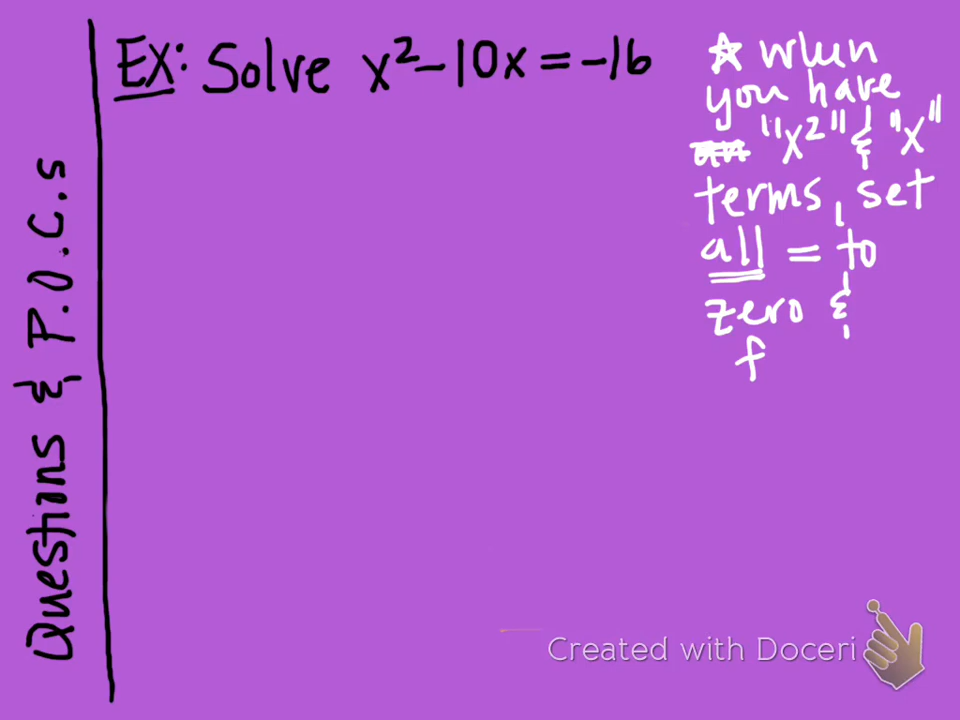 EX: Solve x² - 10x = -16
☆ when
you have
"x²" & "x"
terms, set
all = to
zero &
f
Questions & P.O.C.s
Created with Doceri